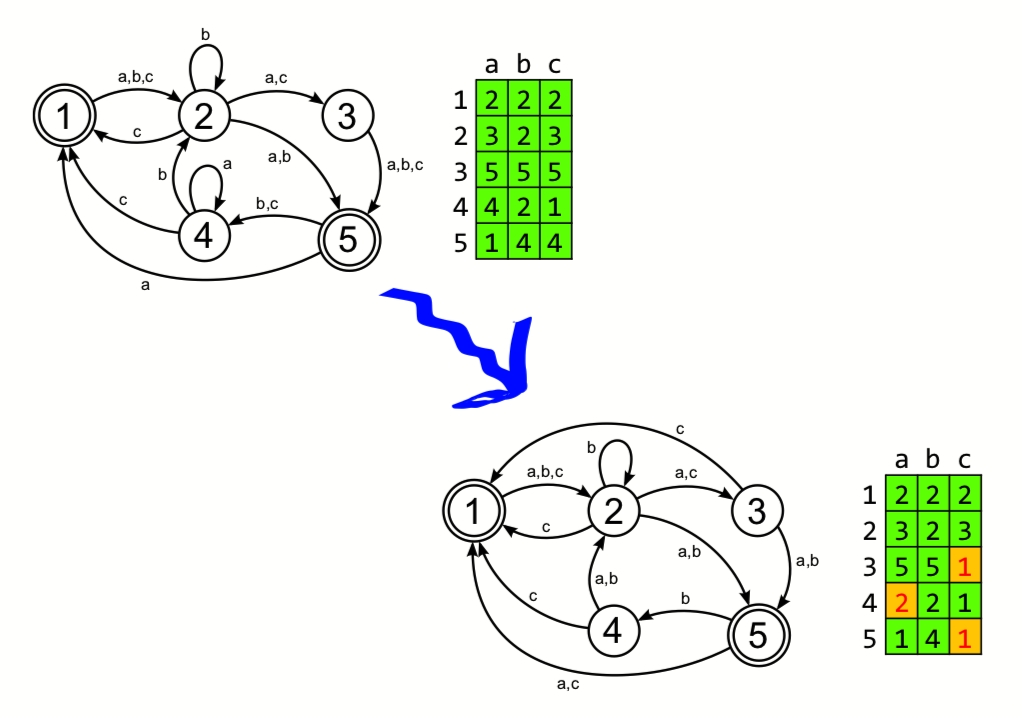 b
a,b,c
a,c
1
2
3
c
a,b
a,b,c
b
a
c
b,c
4
5
a
a b c
1 2 2 2
2 3 2 3
3 5 5 5
4 4 2 1
5 1 4 4
c
b
a,b,c
a,c
1
2
3
c
a,b
a,b
a,b
c
b
4
5
a,c
a b c
1 2 2 2
2 3 2 3
3 5 5 1
4 2 2 1
5 1 4 1